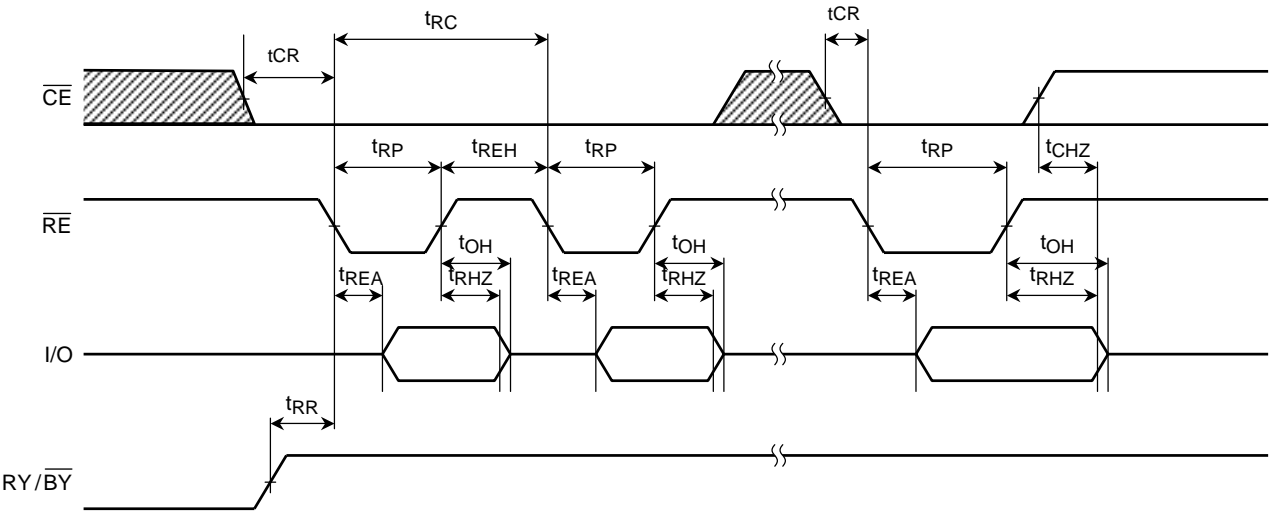 tRC
tCR
tCR
CE
tRP
tREH
tRP
tRP
tCHZ
RE
tOH
tOH
tOH
tREA
tRHZ
tREA
tRHZ
tREA
tRHZ
I/O
tRR
RY/BY